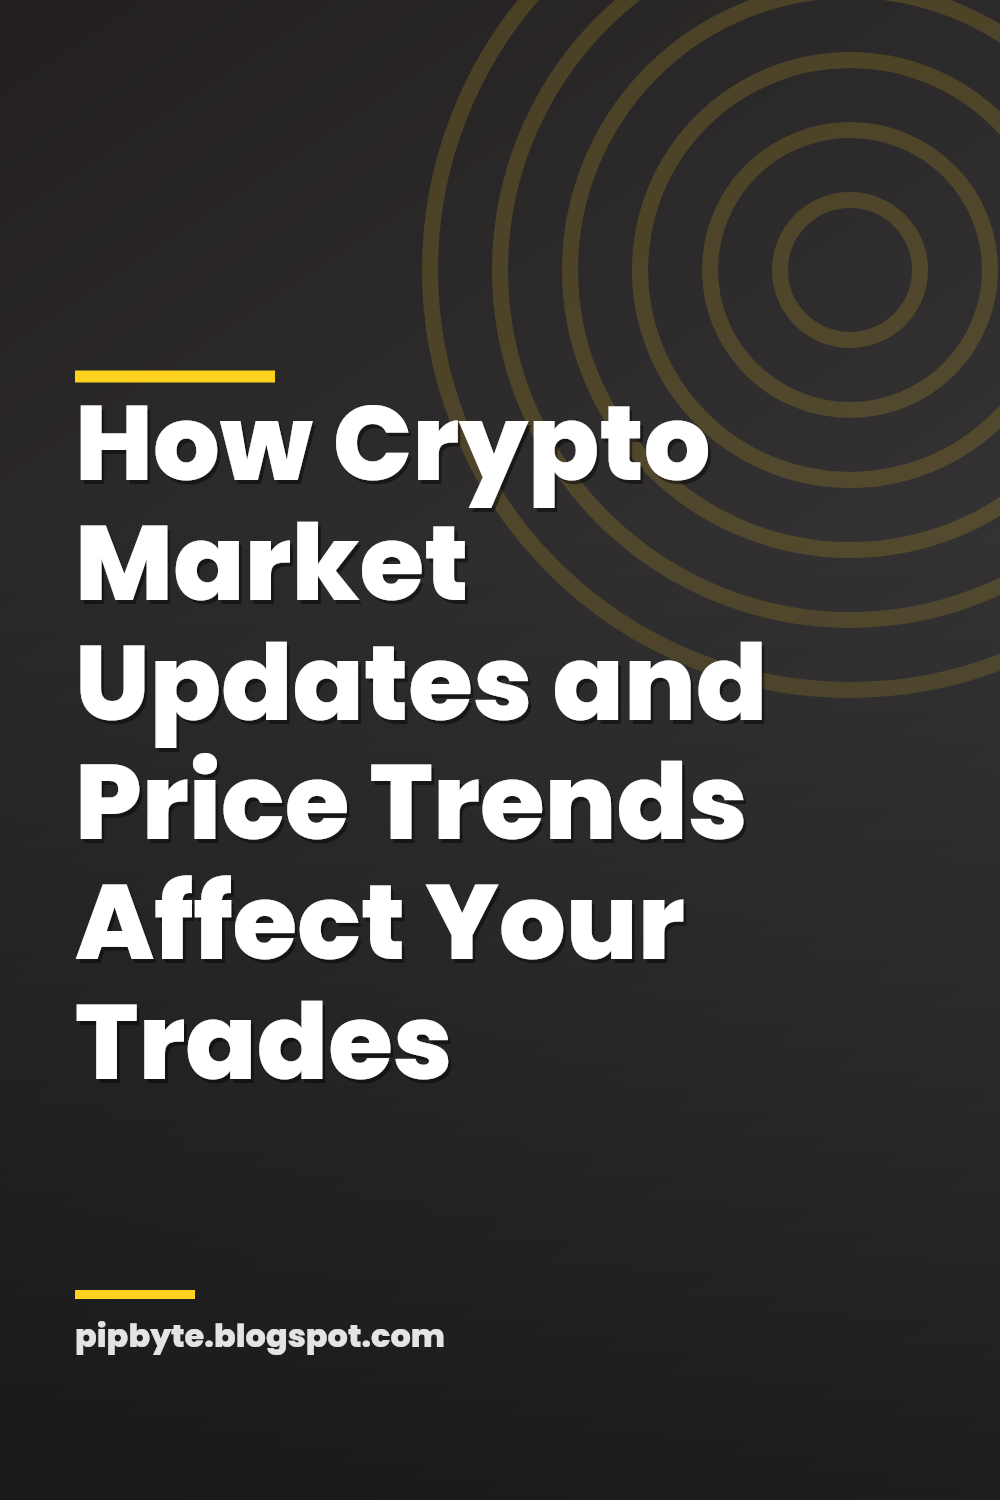 How Crypto
Market
Updates and
Price Trends
Affect Your
Trades
pipbyte.blogspot.com